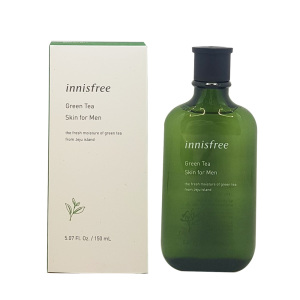 innisfree
Green Tea
Skin for Men
the fresh moisture of green tea
from Jeju island
5.07 Fl. Oz. / 150 mL
innisfree
Green Tea
Skin for Men
the fresh moisture of green tea
from Jeju island